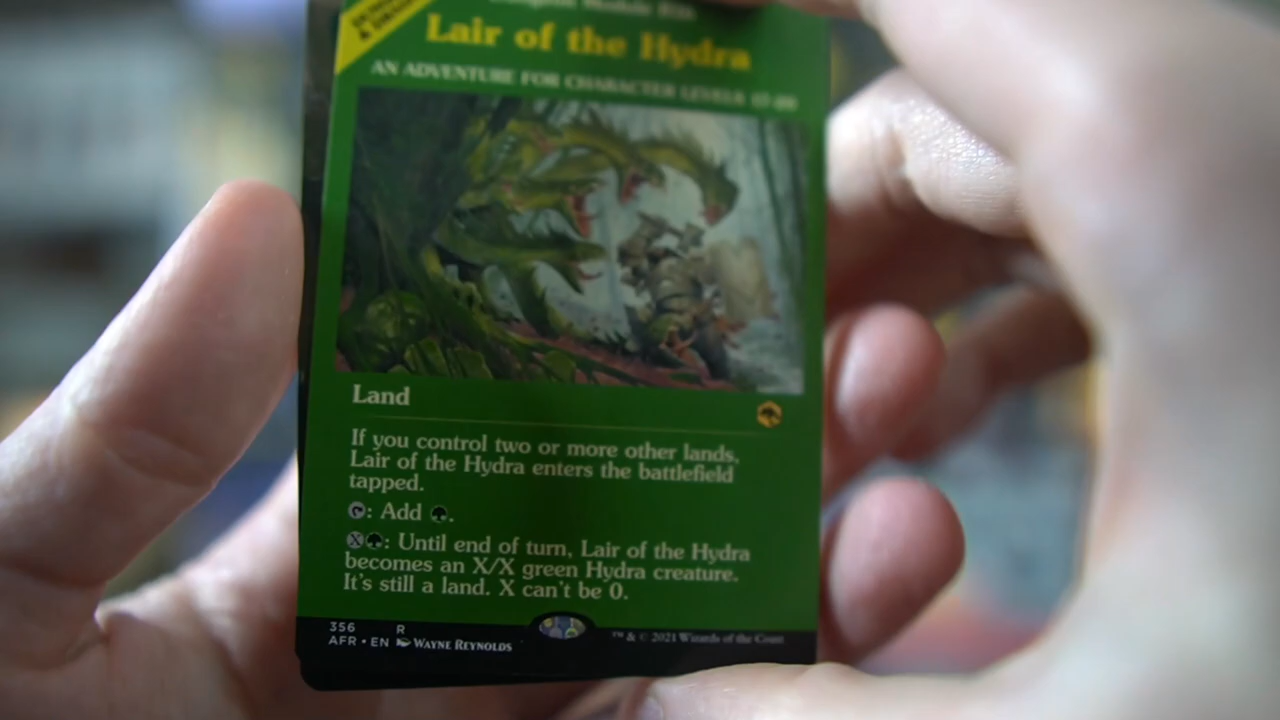 Lair of the Hydra
AN ADVENTURE FOR CHARACTER LEVELS
Land
If you control two or more other lands,
Lair of the Hydra enters the battlefield
tapped.
: Add .
X : Until end of turn, Lair of the Hydra
becomes an X/X green Hydra creature.
It's still a land. X can't be 0.
356 R
AFR • EN WAYNE REYNOLDS
™ & © 2021 Wizards of the Coast